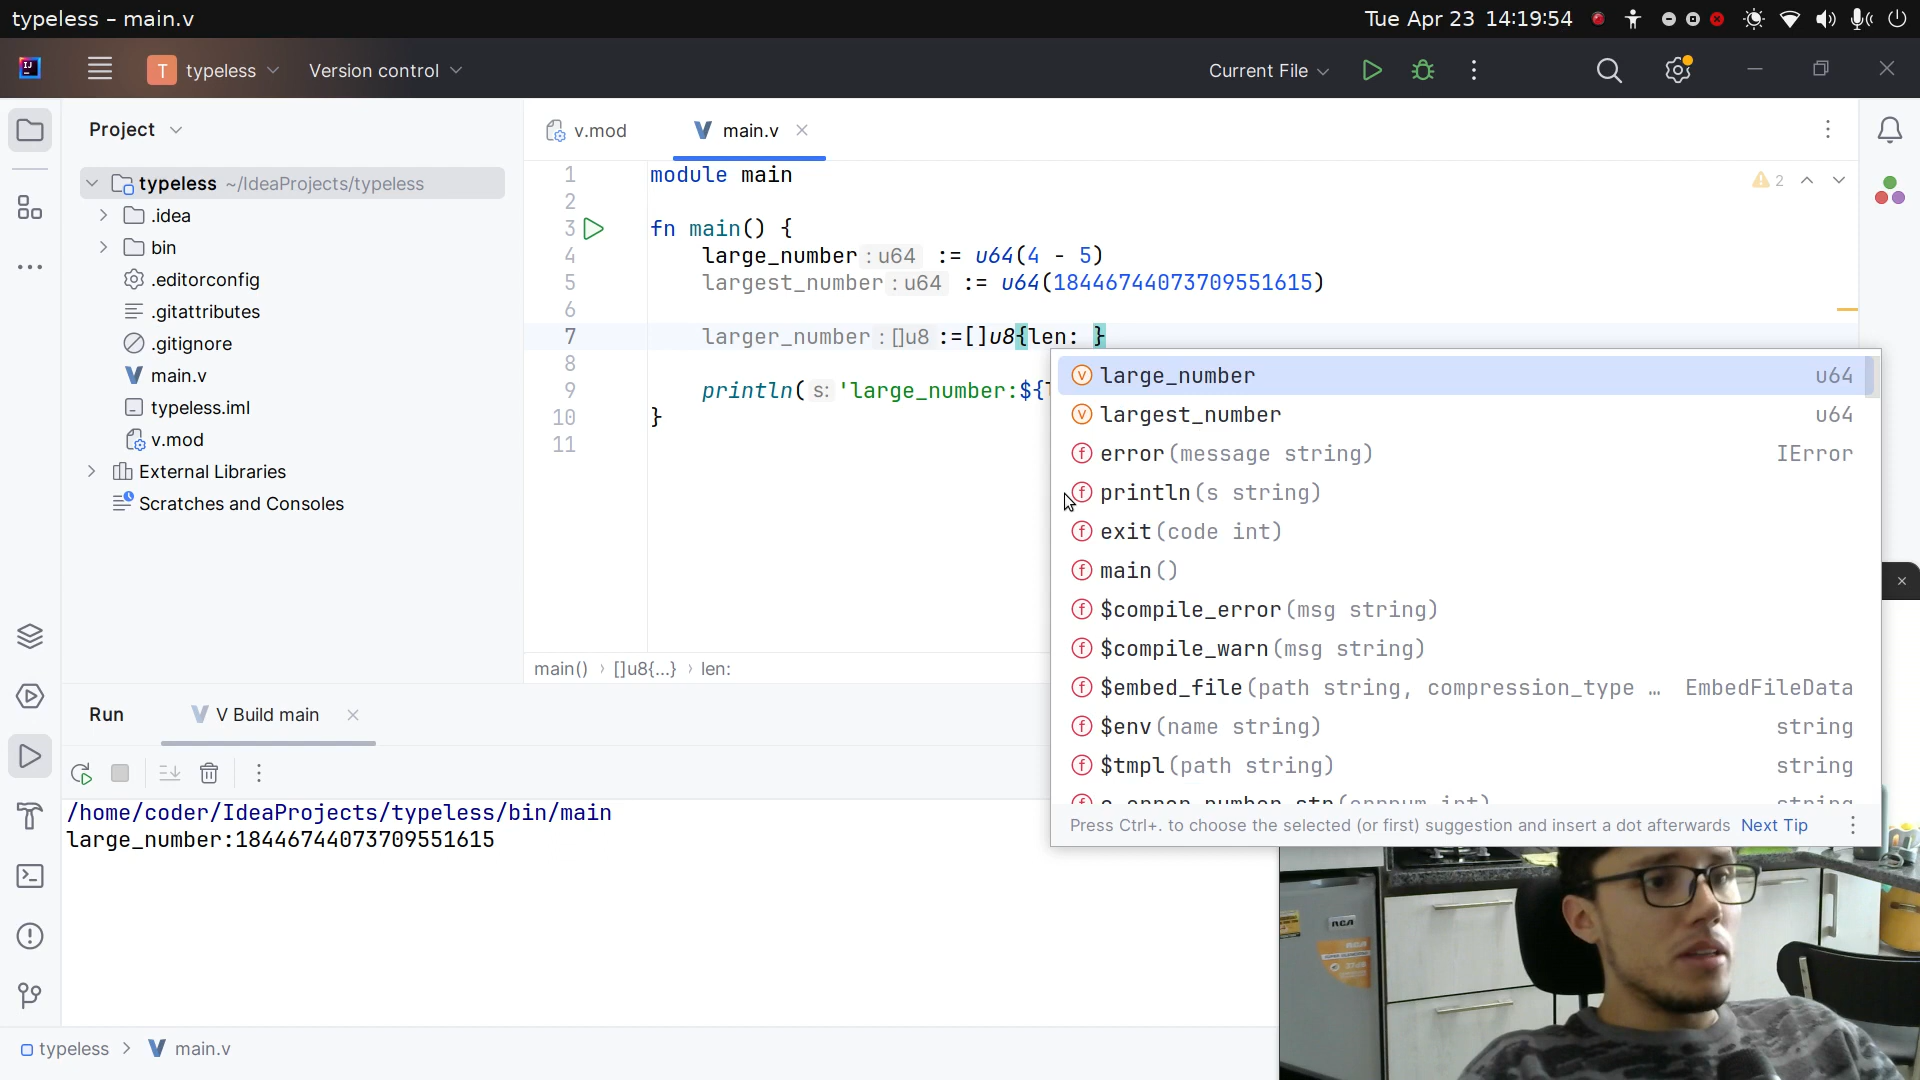 typeless – main.v
Tue Apr 23 14:19:54
IJ
T typeless
Version control
Current File
Project
v.mod
main.v
typeless ~/IdeaProjects/typeless
.idea
bin
.editorconfig
.gitattributes
.gitignore
main.v
typeless.iml
v.mod
External Libraries
Scratches and Consoles
2
1 module main
2
3 fn main() {
4 large_number : u64 := u64(4 - 5)
5 largest_number : u64 := u64(18446744073709551615)
6
7 larger_number : []u8 :=[]u8{len: }
8
9 println( s: 'large_number:${
10 }
11
large_number u64
largest_number u64
error(message string) IError
println(s string)
exit(code int)
main()
$compile_error(msg string)
$compile_warn(msg string)
$embed_file(path string, compression_type … EmbedFileData
$env(name string) string
$tmpl(path string) string
Press Ctrl+. to choose the selected (or first) suggestion and insert a dot afterwards Next Tip
main() › []u8{...} › len:
Run
V Build main
/home/coder/IdeaProjects/typeless/bin/main
large_number:18446744073709551615
RCA
typeless > main.v